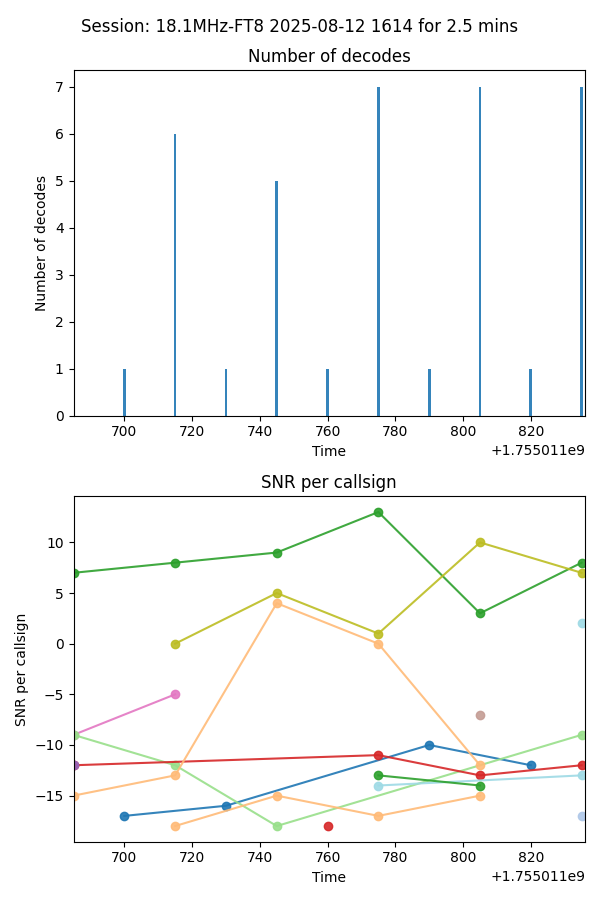 Session: 18.1MHz-FT8 2025-08-12 1614 for 2.5 mins
Number of decodes
7
6
5
4
3
2
1
0
Number of decodes
700 720 740 760 780 800 820
Time
+1.755011e9
SNR per callsign
10
5
0
−5
−10
−15
SNR per callsign
700 720 740 760 780 800 820
Time
+1.755011e9